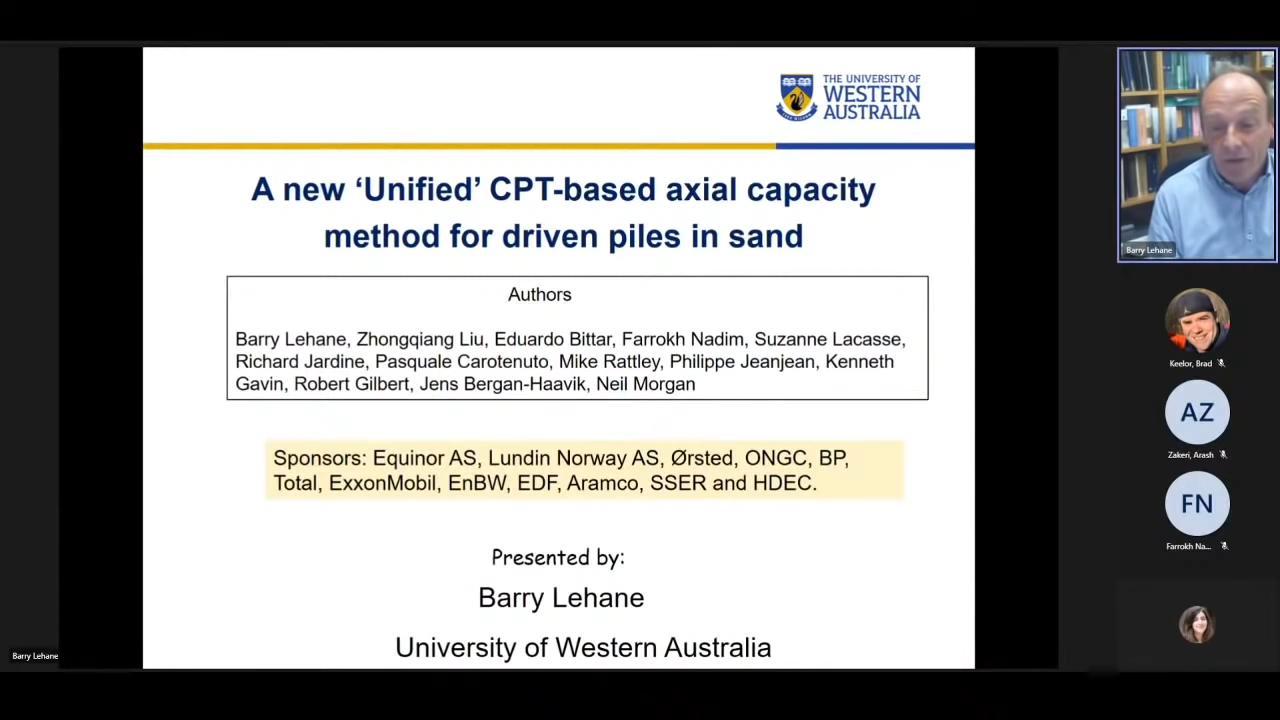 THE UNIVERSITY OF
WESTERN
AUSTRALIA
A new ‘Unified’ CPT-based axial capacity
method for driven piles in sand
Authors
Barry Lehane, Zhongqiang Liu, Eduardo Bittar, Farrokh Nadim, Suzanne Lacasse,
Richard Jardine, Pasquale Carotenuto, Mike Rattley, Philippe Jeanjean, Kenneth
Gavin, Robert Gilbert, Jens Bergan-Haavik, Neil Morgan
Sponsors: Equinor AS, Lundin Norway AS, Ørsted, ONGC, BP,
Total, ExxonMobil, EnBW, EDF, Aramco, SSER and HDEC.
Presented by:
Barry Lehane
University of Western Australia
Barry Lehane
Barry Lehane
Keelor, Brad
AZ
Zakeri, Arash
FN
Farrokh Na...